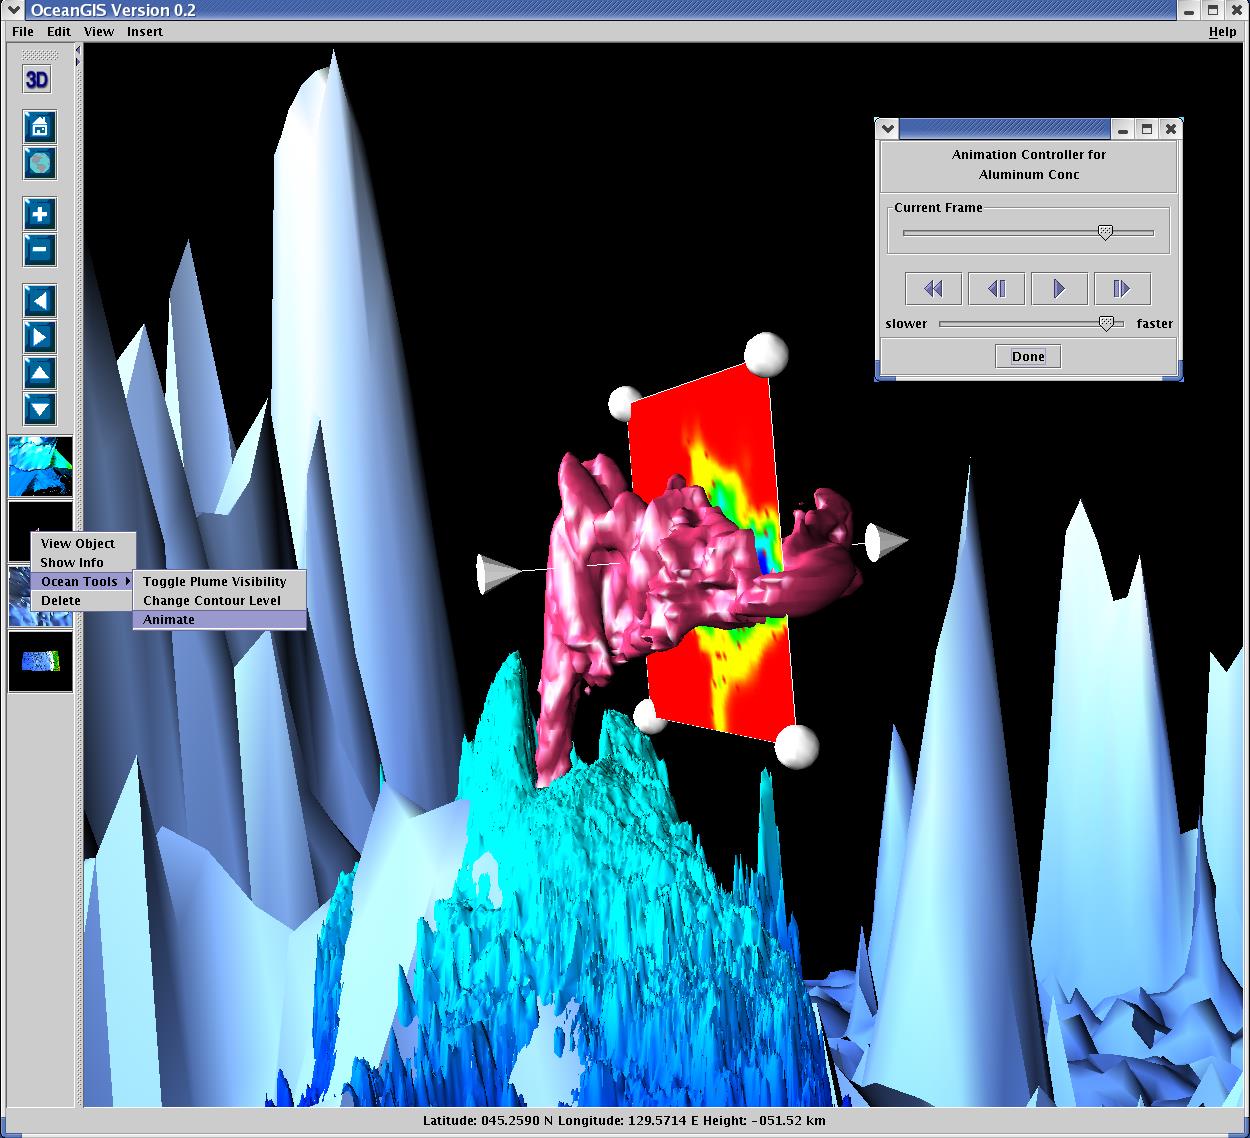 OceanGIS Version 0.2
File Edit View Insert Help
3D
Animation Controller for
Aluminum Conc
Current Frame
slower faster
Done
View Object
Show Info
Ocean Tools
Delete
Toggle Plume Visibility
Change Contour Level
Animate
Latitude: 045.2590 N Longitude: 129.5714 E Height: -051.52 km